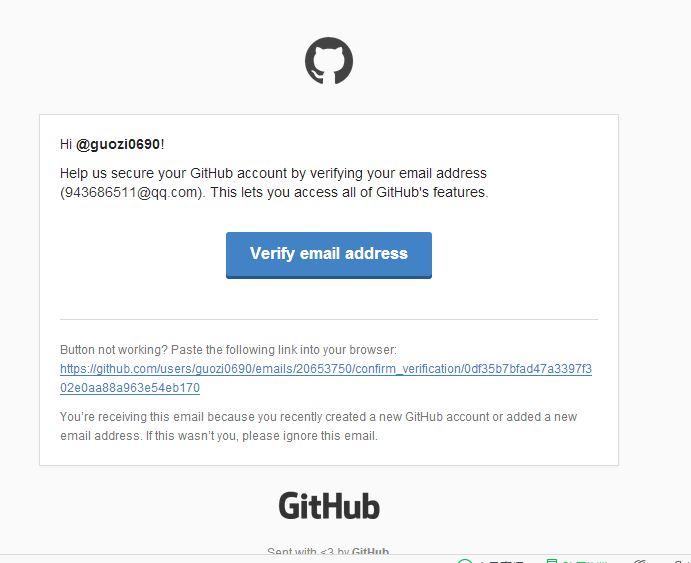 Hi @guozi0690!
Help us secure your GitHub account by verifying your email address
(943686511@qq.com). This lets you access all of GitHub's features.
Verify email address
Button not working? Paste the following link into your browser:
https://github.com/users/guozi0690/emails/20653750/confirm_verification/0df35b7bfad47a3397f3
02e0aa88a963e54eb170
You’re receiving this email because you recently created a new GitHub account or added a new
email address. If this wasn’t you, please ignore this email.
GitHub
Sent with <3 by GitHub